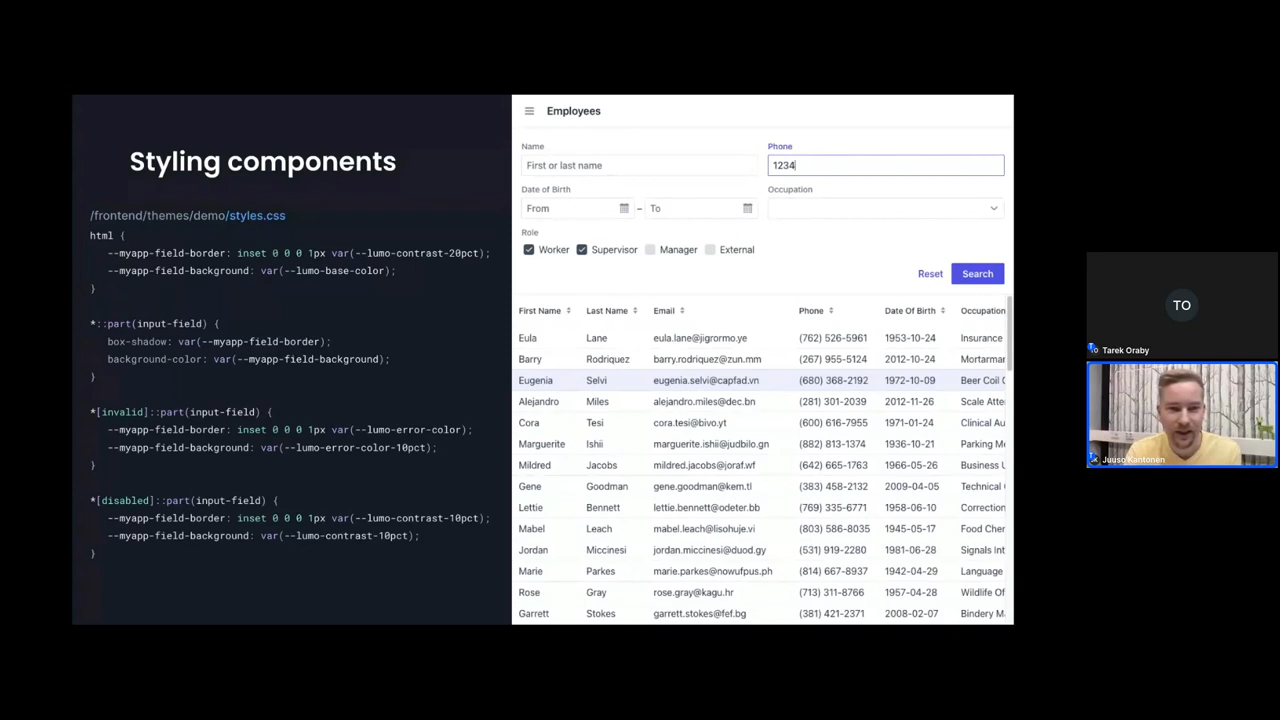 Styling components
/frontend/themes/demo/styles.css
html {
--myapp-field-border: inset 0 0 0 1px var(--lumo-contrast-20pct);
--myapp-field-background: var(--lumo-base-color);
}
*::part(input-field) {
box-shadow: var(--myapp-field-border);
background-color: var(--myapp-field-background);
}
*[invalid]::part(input-field) {
--myapp-field-border: inset 0 0 0 1px var(--lumo-error-color);
--myapp-field-background: var(--lumo-error-color-10pct);
}
*[disabled]::part(input-field) {
--myapp-field-border: inset 0 0 0 1px var(--lumo-contrast-10pct);
--myapp-field-background: var(--lumo-contrast-10pct);
}
Employees
Name Phone
First or last name 1234
Date of Birth Occupation
From – To
Role
Worker Supervisor Manager External
Reset Search
First Name Last Name Email Phone Date Of Birth Occupation
Eula Lane eula.lane@jigrormo.ye (762) 526-5961 1953-10-24 Insurance
Barry Rodriquez barry.rodriquez@zun.mm (267) 955-5124 2012-10-24 Mortarman
Eugenia Selvi eugenia.selvi@capfad.vn (680) 368-2192 1972-10-09 Beer Coil C
Alejandro Miles alejandro.miles@dec.bn (281) 301-2039 2012-11-26 Scale Atte
Cora Tesi cora.tesi@bivo.yt (600) 616-7955 1971-01-24 Clinical Au
Marguerite Ishii marguerite.ishii@judbilo.gn (882) 813-1374 1936-10-21 Parking Me
Mildred Jacobs mildred.jacobs@joraf.wf (642) 665-1763 1966-05-26 Business U
Gene Goodman gene.goodman@kem.tl (383) 458-2132 2009-04-05 Technical
Lettie Bennett lettie.bennett@odeter.bb (769) 335-6771 1958-06-10 Correction
Mabel Leach mabel.leach@lisohuje.vi (803) 586-8035 1945-05-17 Food Cher
Jordan Miccinesi jordan.miccinesi@duod.gy (531) 919-2280 1981-06-28 Signals Int
Marie Parkes marie.parkes@nowufpus.ph (814) 667-8937 1942-04-29 Language
Rose Gray rose.gray@kagu.hr (713) 311-8766 1957-04-28 Wildlife Of
Garrett Stokes garrett.stokes@fef.bg (381) 421-2371 2008-02-07 Bindery Ma
TO
Tarek Oraby
Juuso Kantonen